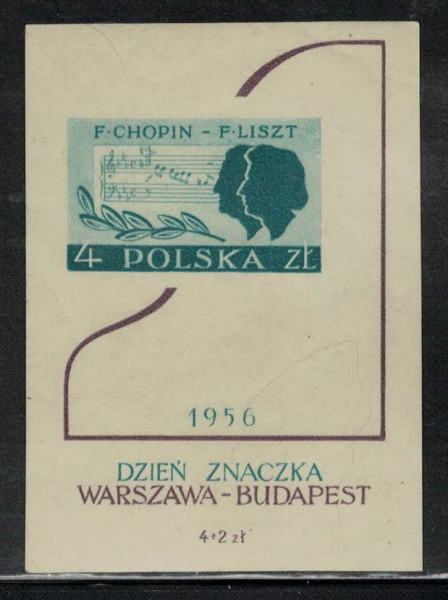 F·CHOPIN - F·LISZT
4 POLSKA ZŁ
1956
DZIEŃ ZNACZKA
WARSZAWA-BUDAPEST
4+2 zł